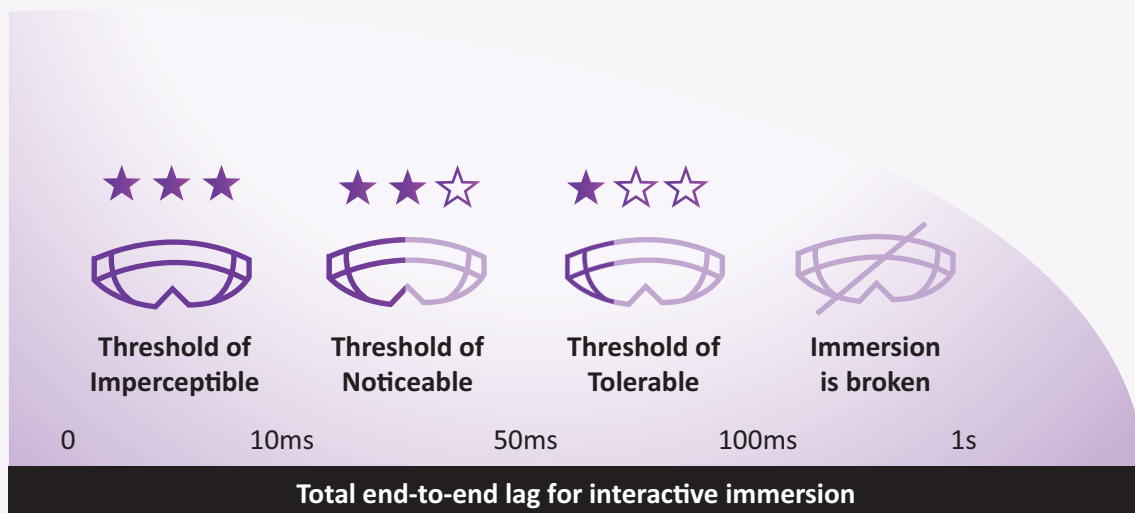 Threshold of
Imperceptible
Threshold of
Noticeable
Threshold of
Tolerable
Immersion
is broken
0 10ms 50ms 100ms 1s
Total end-to-end lag for interactive immersion